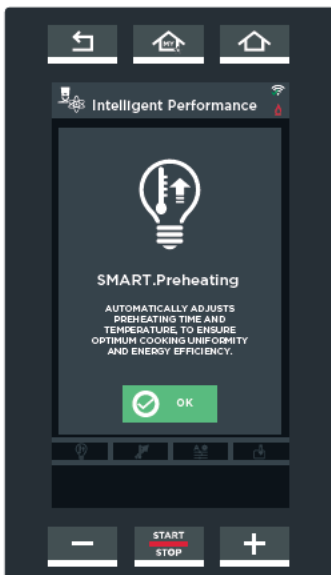 MY
Intelligent Performance
SMART.Preheating
AUTOMATICALLY ADJUSTS
PREHEATING TIME AND
TEMPERATURE, TO ENSURE
OPTIMUM COOKING UNIFORMITY
AND ENERGY EFFICIENCY.
OK
START
STOP